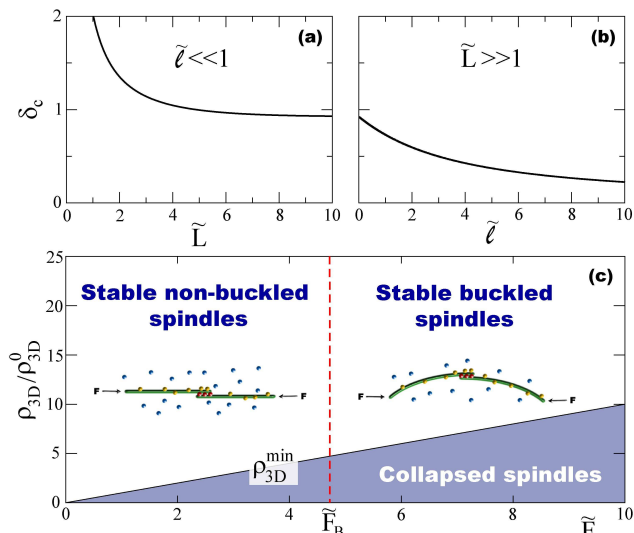 2
1
0
δc
(a)
ℓ̃<<1
0
2
4
6
8
10
L̃
(b)
L̃>>1
0
2
4
6
8
10
ℓ̃
25
20
15
10
5
0
ρ3D/ρ⁰3D
(c)
Stable non-buckled
spindles
Stable buckled
spindles
F
F
F
F
ρ3Dmin
Collapsed spindles
0
2
4
6
8
10
F̃B
F̃